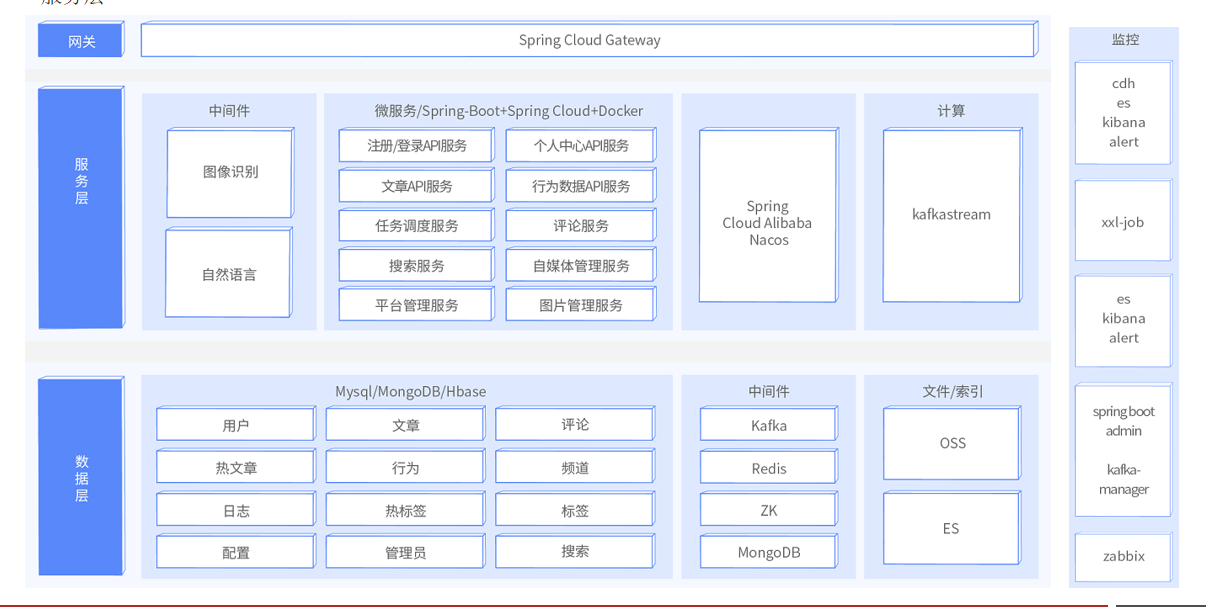 服务层
网关
Spring Cloud Gateway
服务层
中间件
图像识别
自然语言
微服务/Spring-Boot+Spring Cloud+Docker
注册/登录API服务
个人中心API服务
文章API服务
行为数据API服务
任务调度服务
评论服务
搜索服务
自媒体管理服务
平台管理服务
图片管理服务
Spring
Cloud Alibaba
Nacos
计算
kafkastream
数据层
Mysql/MongoDB/Hbase
用户
文章
评论
热文章
行为
频道
日志
热标签
标签
配置
管理员
搜索
中间件
Kafka
Redis
ZK
MongoDB
文件/索引
OSS
ES
监控
cdh
es
kibana
alert
xxl-job
es
kibana
alert
spring boot
admin
kafka-
manager
zabbix